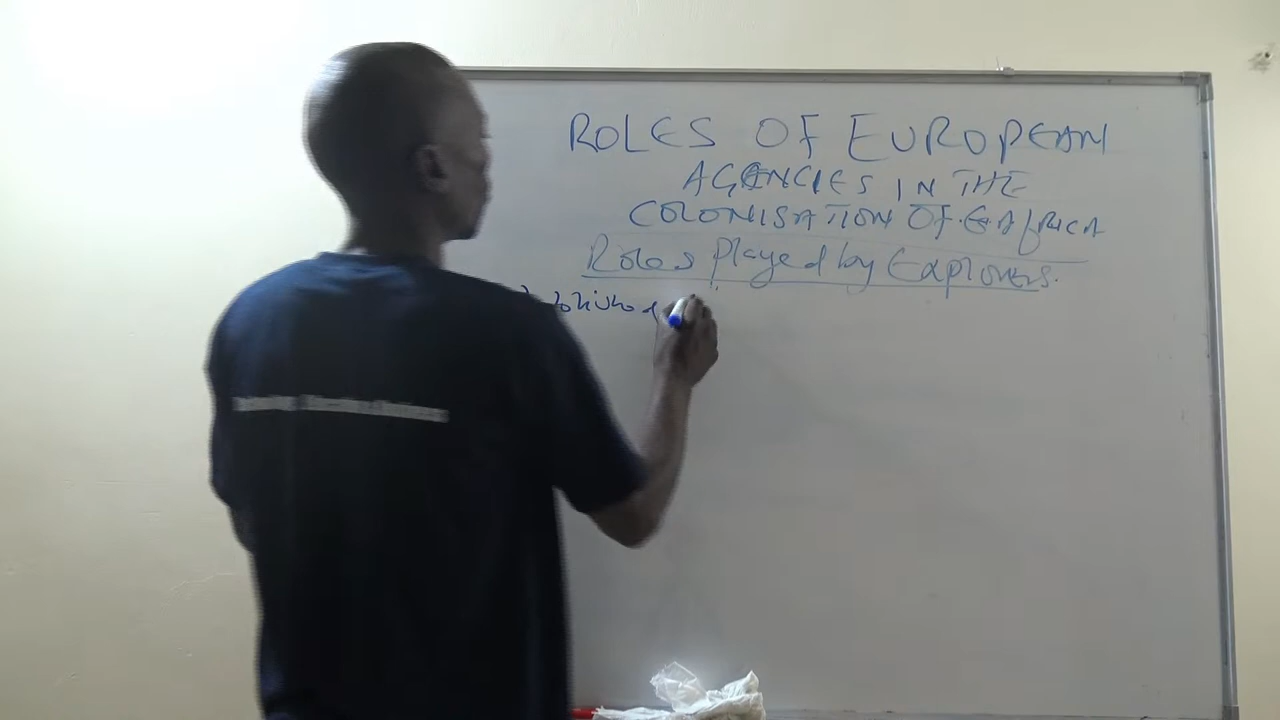 ROLES OF EUROPEAN
AGENCIES IN THE
COLONISATION OF E.AFRICA
Roles Played by Explorers.